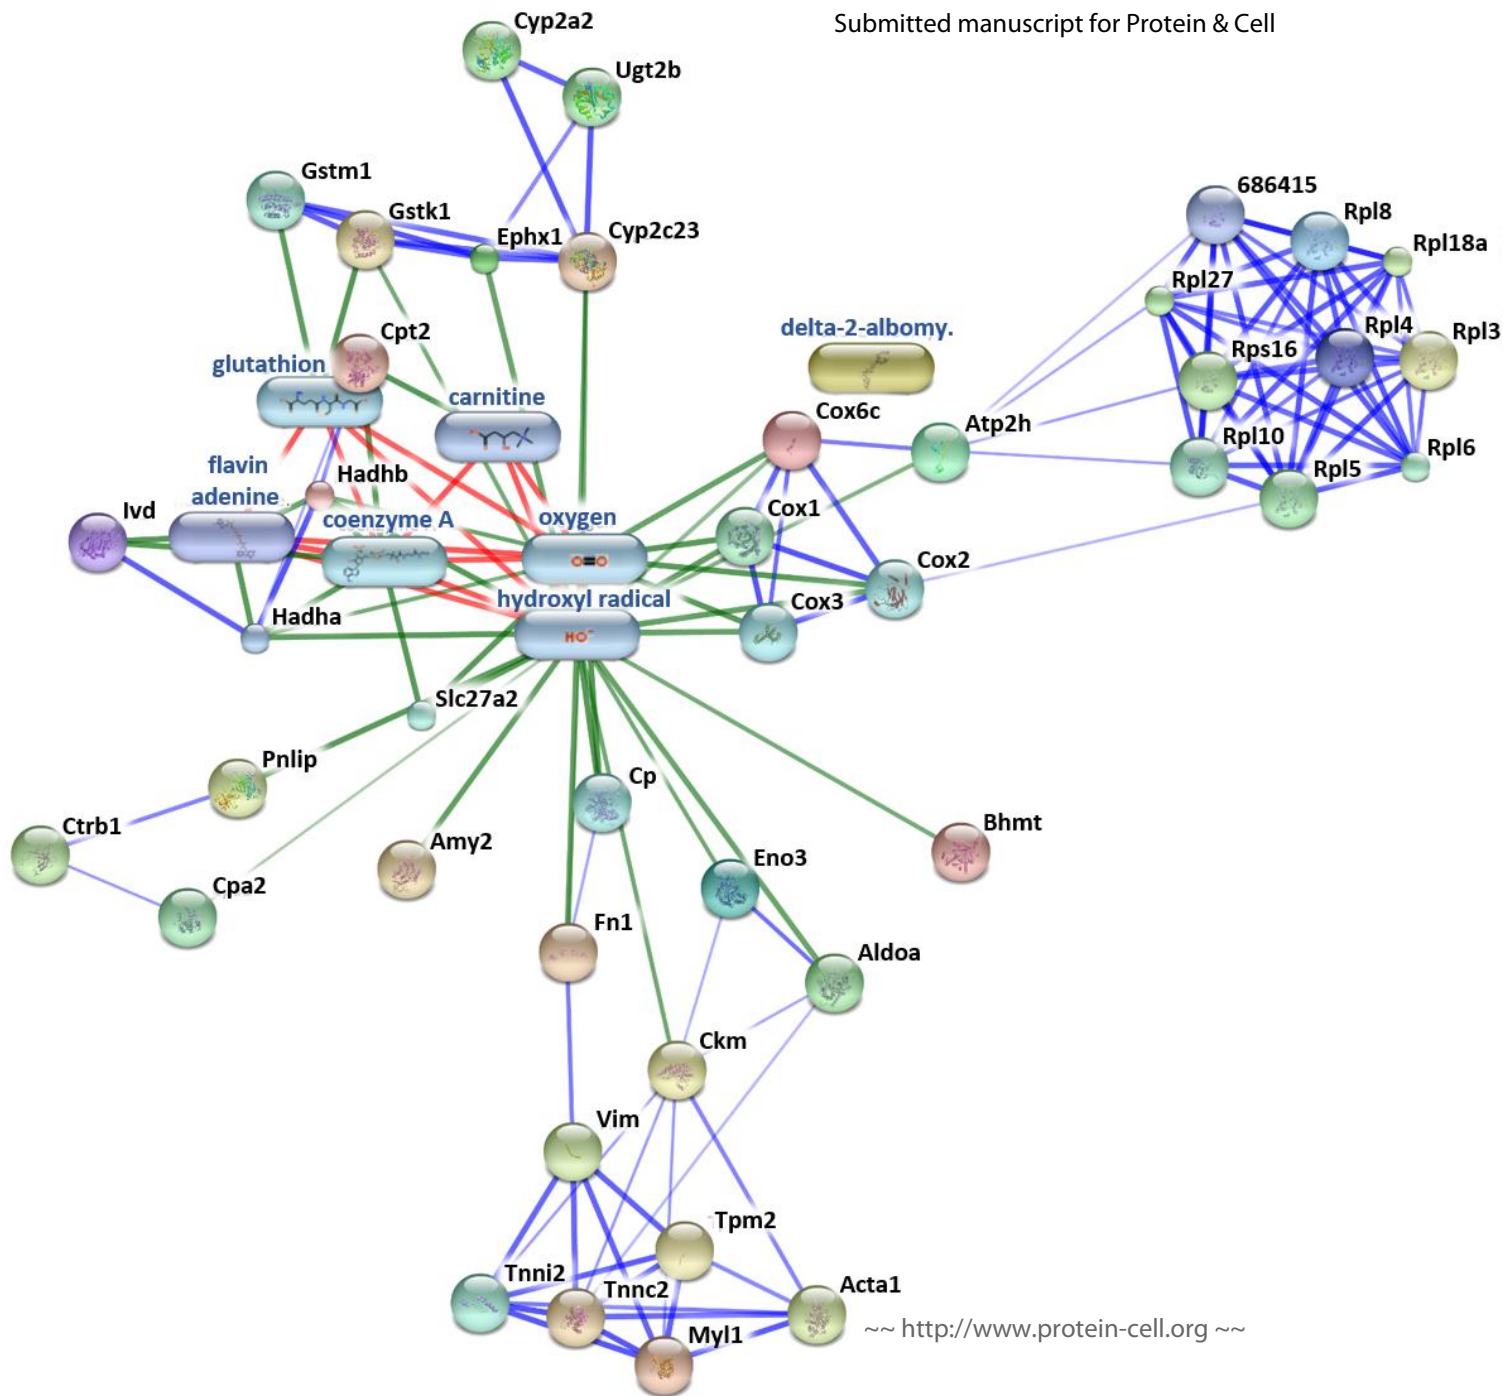 Submitted manuscript for Protein & Cell
Cyp2a2
Ugt2b
Gstm1
Gstk1
Ephx1
Cyp2c23
686415
Rpl8
Rpl18a
Rpl27
Rpl4
Rpl3
Rps16
Rpl10
Rpl5
Rpl6
Cpt2
glutathion
carnitine
delta-2-albomy.
Cox6c
Atp2h
flavin
adenine
Hadhb
Ivd
coenzyme A
oxygen
Cox1
Cox2
hydroxyl radical
HO⁻
Cox3
Hadha
Slc27a2
Pnlip
Cp
Ctrb1
Amy2
Bhmt
Cpa2
Eno3
Fn1
Aldoa
Ckm
Vim
Tpm2
Tnni2
Tnnc2
Acta1
Myl1
~~ http://www.protein-cell.org ~~